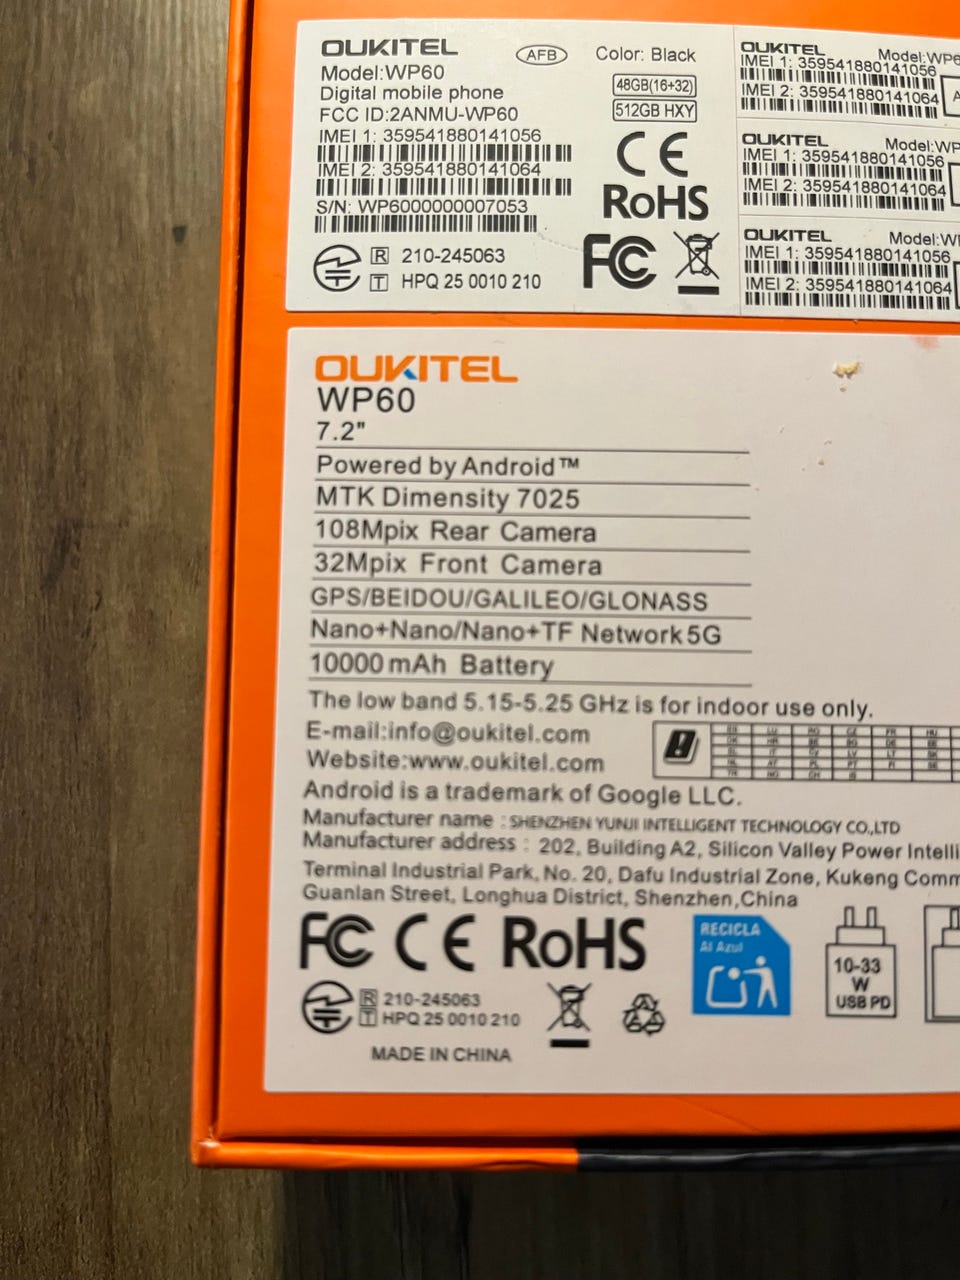 OUKITEL
AFB
Color: Black
Model:WP60
Digital mobile phone
48GB(16+32)
FCC ID:2ANMU-WP60
512GB HXY
IMEI 1: 359541880141056
IMEI 2: 359541880141064
S/N: WP6000000007053
CE
RoHS
FC
R 210-245063
T HPQ 25 0010 210
OUKITEL
IMEI 1: 359541880141056
IMEI 2: 359541880141064
OUKITEL
IMEI 1: 359541880141056
IMEI 2: 359541880141064
OUKITEL
IMEI 1: 359541880141056
IMEI 2: 359541880141064
OUKITEL
WP60
7.2"
Powered by Android™
MTK Dimensity 7025
108Mpix Rear Camera
32Mpix Front Camera
GPS/BEIDOU/GALILEO/GLONASS
Nano+Nano/Nano+TF Network 5G
10000 mAh Battery
The low band 5.15-5.25 GHz is for indoor use only.
E-mail:info@oukitel.com
Website:www.oukitel.com
Android is a trademark of Google LLC.
Manufacturer name : SHENZHEN YUNJI INTELLIGENT TECHNOLOGY CO.,LTD
Manufacturer address : 202, Building A2, Silicon Valley Power
Terminal Industrial Park, No. 20, Dafu Industrial Zone, Kukeng
Guanlan Street, Longhua District, Shenzhen,China
FC CE RoHS
RECICLA
Al Azul
10-33
W
USB PD
R 210-245063
T HPQ 25 0010 210
MADE IN CHINA